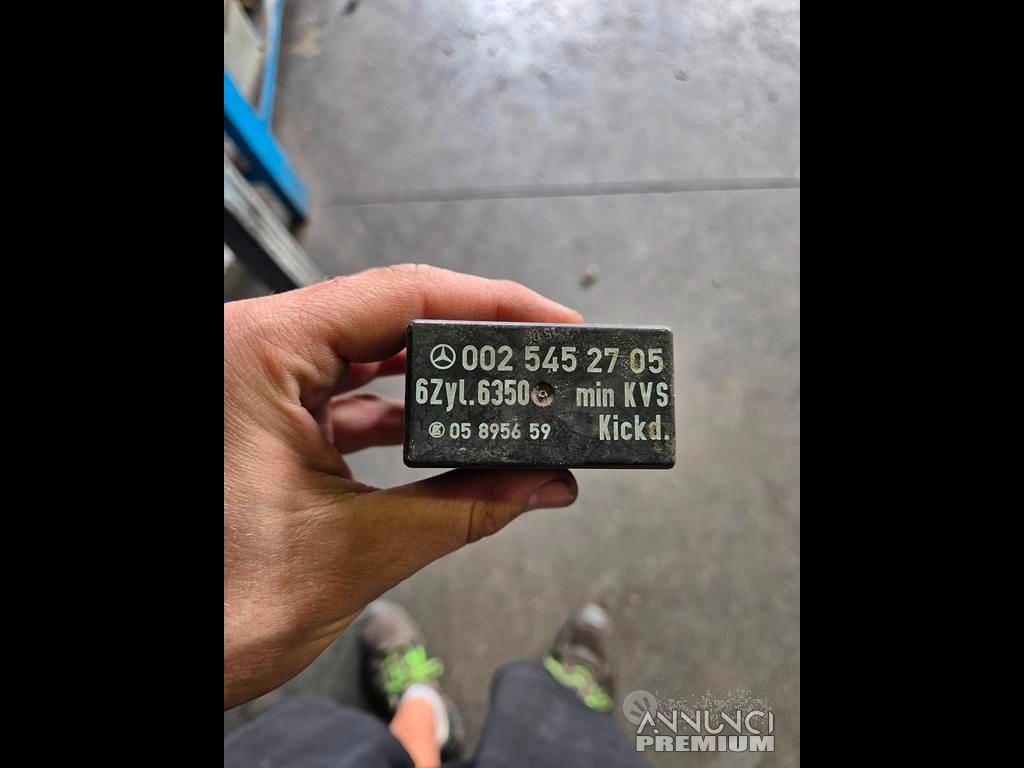 002 545 27 05
6Zyl.6350 min KVS
05 8956 59 Kickd.
ANNUNCI
PREMIUM